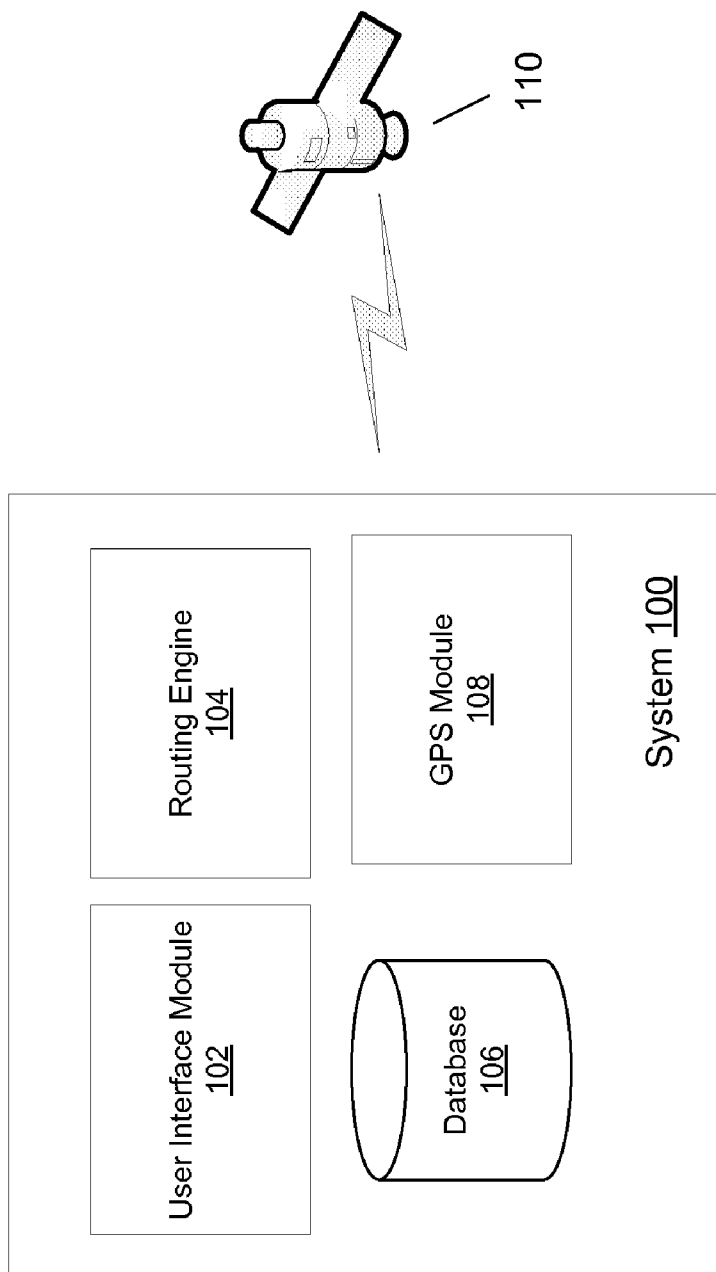 User Interface Module
102
Routing Engine
104
Database
106
GPS Module
108
System 100
110